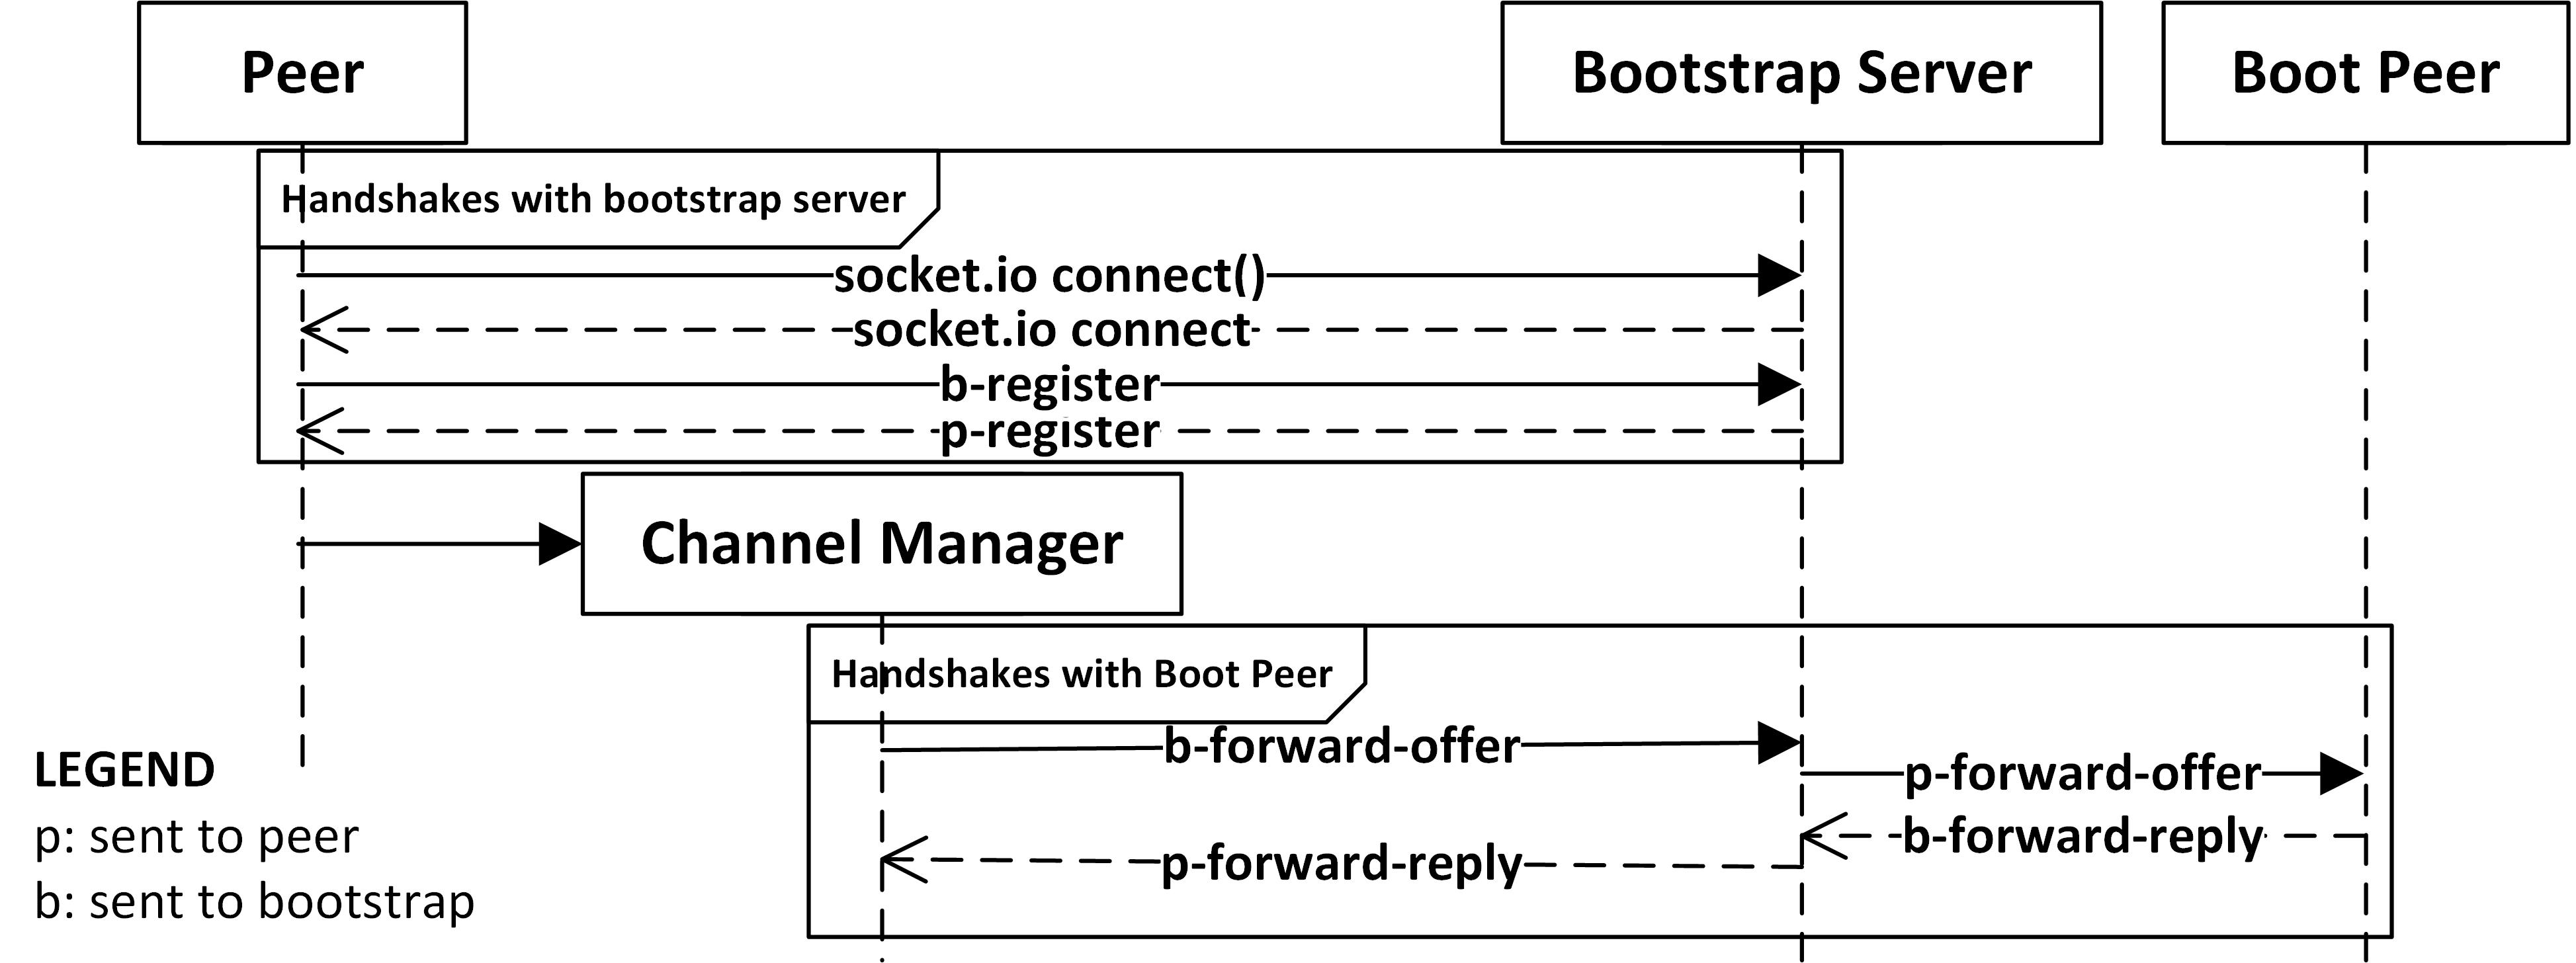 Peer
Bootstrap Server
Boot Peer
Handshakes with bootstrap server
socket.io connect()
socket.io connect
b-register
p-register
Channel Manager
Handshakes with Boot Peer
b-forward-offer
p-forward-offer
b-forward-reply
p-forward-reply
LEGEND
p: sent to peer
b: sent to bootstrap